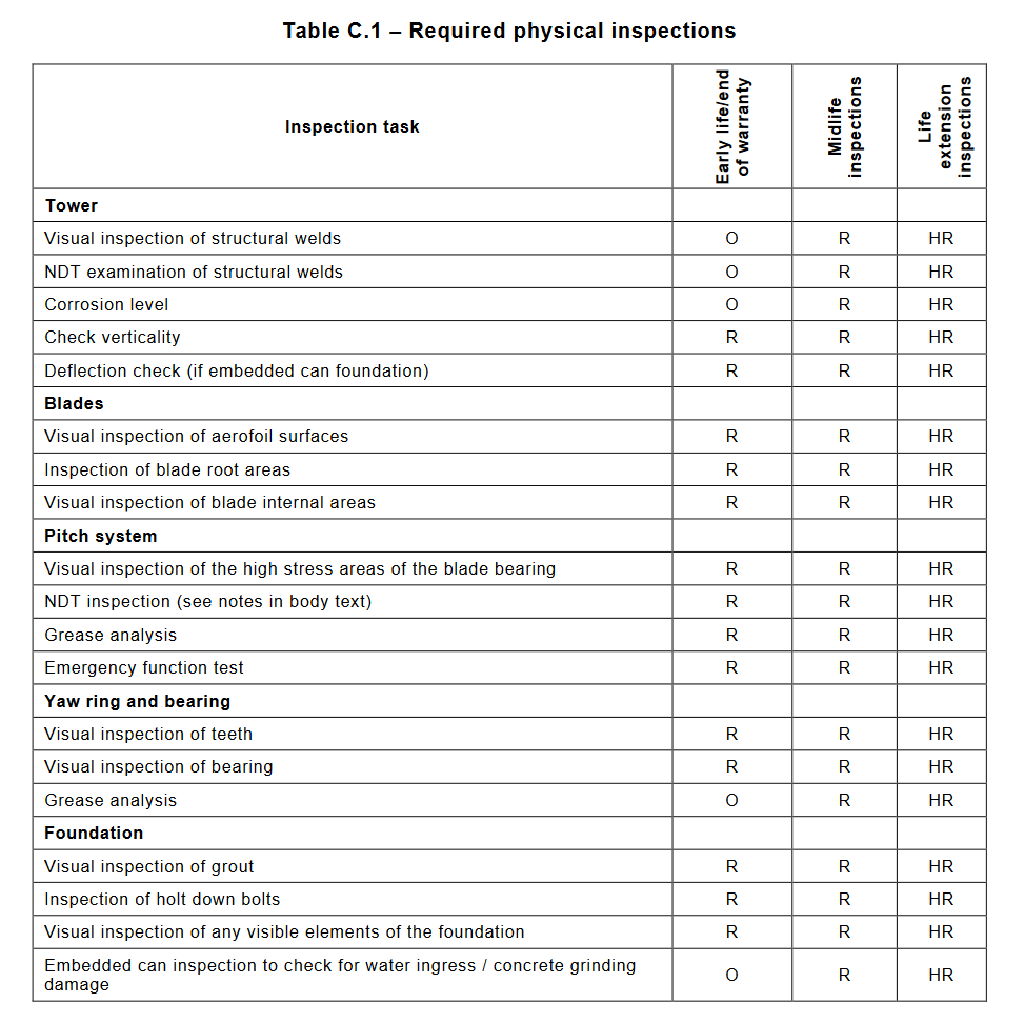 Table C.1 – Required physical inspections
Inspection task
Early life/end
of warranty
Midlife
inspections
Life
extension
inspections
Tower
Visual inspection of structural welds O R HR
NDT examination of structural welds O R HR
Corrosion level O R HR
Check verticality R R HR
Deflection check (if embedded can foundation) R R HR
Blades
Visual inspection of aerofoil surfaces R R HR
Inspection of blade root areas R R HR
Visual inspection of blade internal areas R R HR
Pitch system
Visual inspection of the high stress areas of the blade bearing R R HR
NDT inspection (see notes in body text) R R HR
Grease analysis R R HR
Emergency function test R R HR
Yaw ring and bearing
Visual inspection of teeth R R HR
Visual inspection of bearing R R HR
Grease analysis O R HR
Foundation
Visual inspection of grout R R HR
Inspection of holt down bolts R R HR
Visual inspection of any visible elements of the foundation R R HR
Embedded can inspection to check for water ingress / concrete grinding
damage O R HR